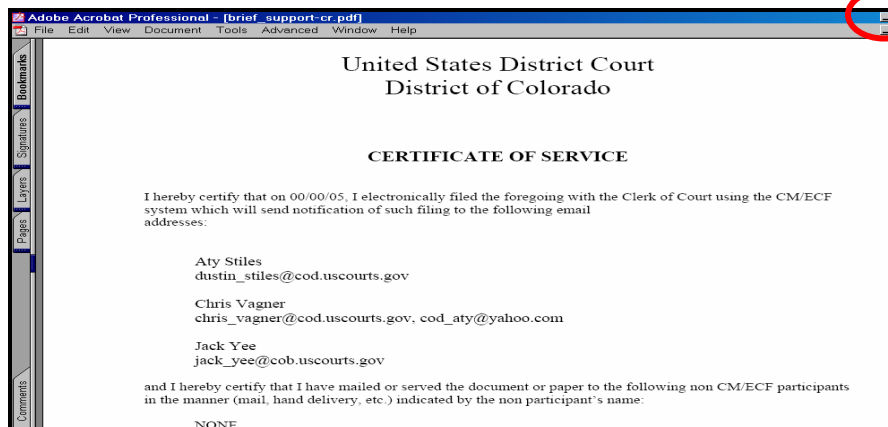 Adobe Acrobat Professional - [brief_support-cr.pdf]
File Edit View Document Tools Advanced Window Help
Bookmarks
Signatures
Layers
Pages
Comments
United States District Court
District of Colorado
CERTIFICATE OF SERVICE
I hereby certify that on 00/00/05, I electronically filed the foregoing with the Clerk of Court using the CM/ECF
system which will send notification of such filing to the following email
addresses:
Aty Stiles
dustin_stiles@cod.uscourts.gov
Chris Vagner
chris_vagner@cod.uscourts.gov, cod_aty@yahoo.com
Jack Yee
jack_yee@cob.uscourts.gov
and I hereby certify that I have mailed or served the document or paper to the following non CM/ECF participants
in the manner (mail, hand delivery, etc.) indicated by the non participant's name:
NONE